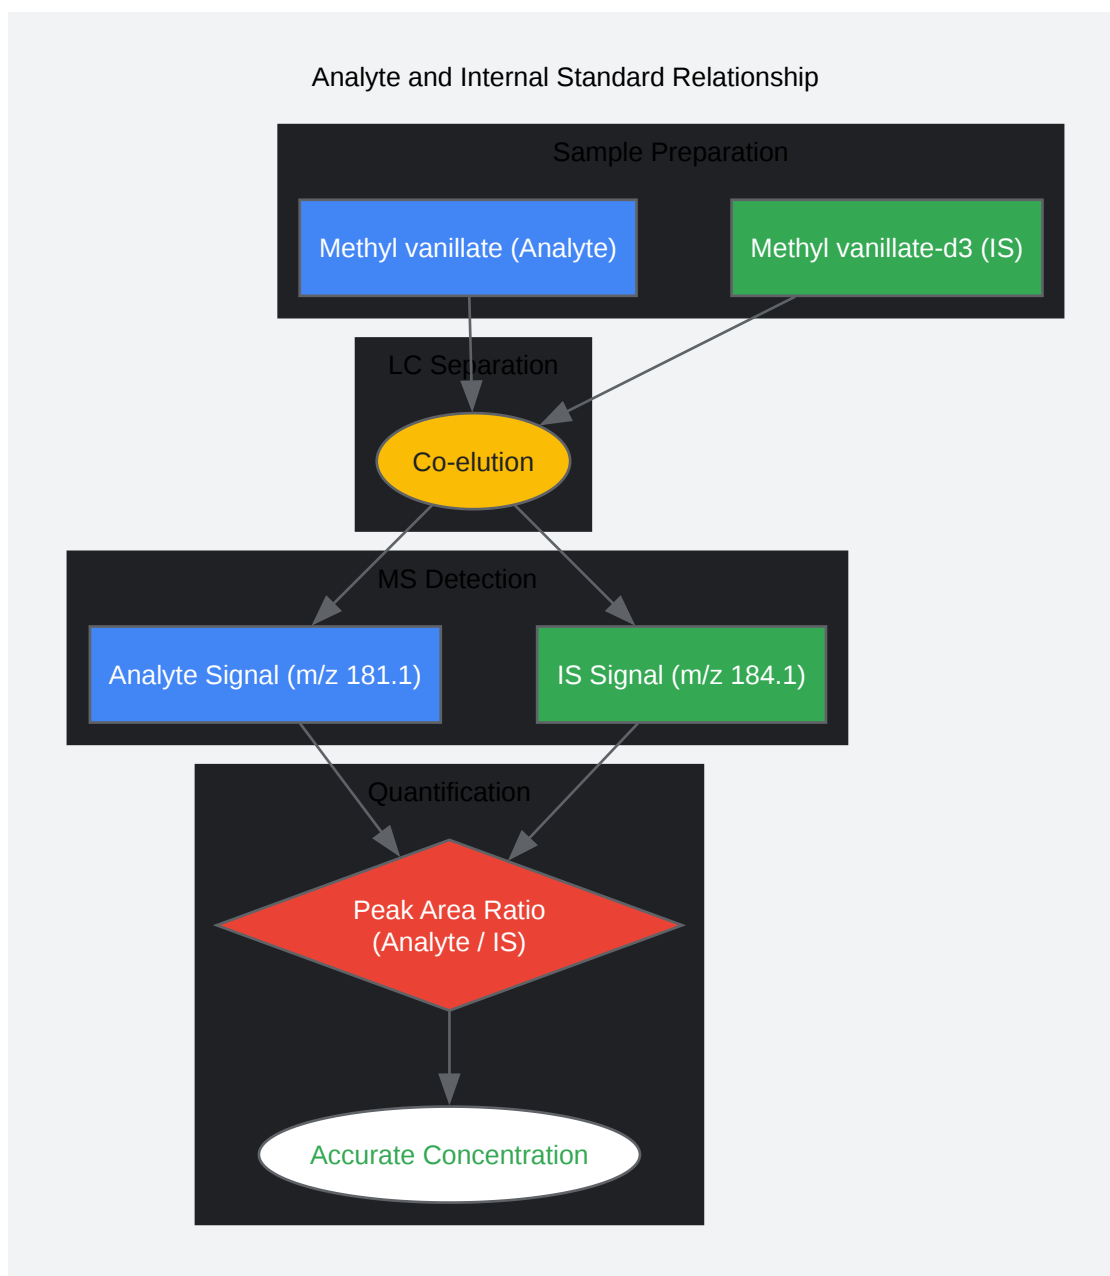 Analyte and Internal Standard Relationship
Sample Preparation
Methyl vanillate (Analyte)
Methyl vanillate-d3 (IS)
LC Separation
Co-elution
MS Detection
Analyte Signal (m/z 181.1)
IS Signal (m/z 184.1)
Quantification
Peak Area Ratio
(Analyte / IS)
Accurate Concentration